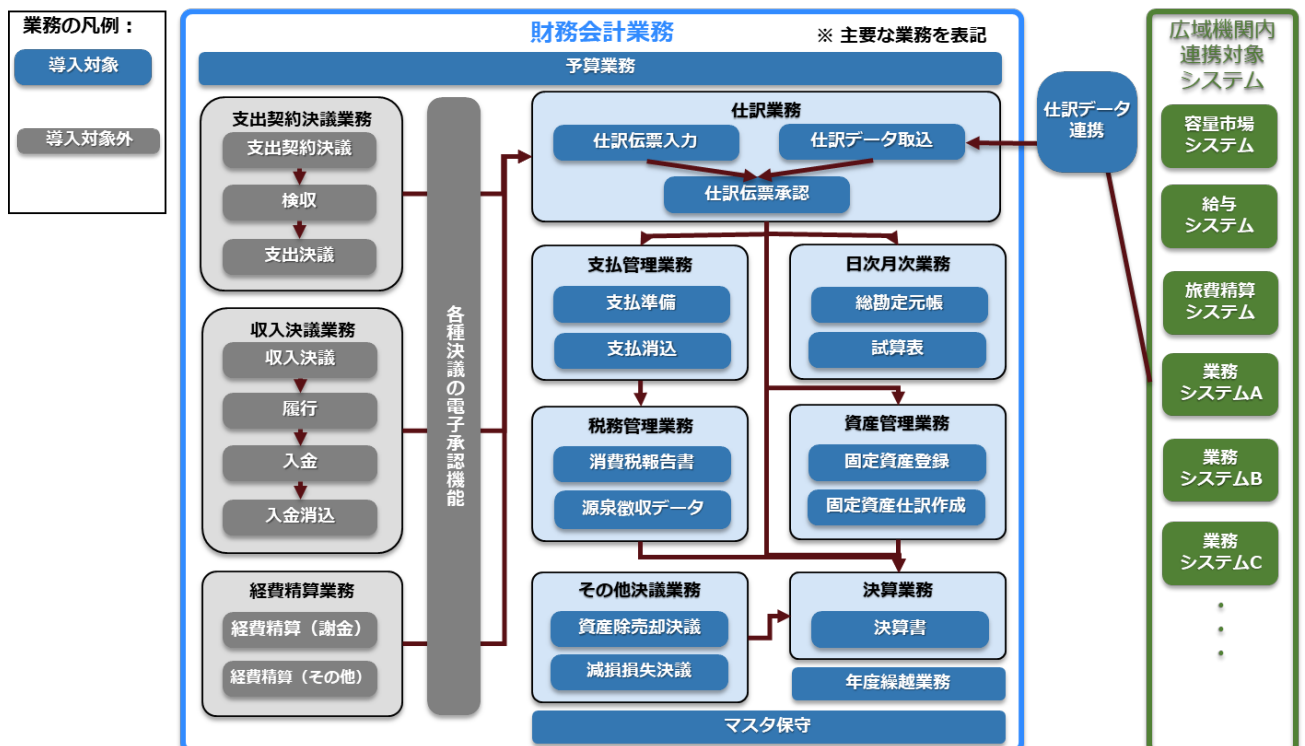 業務の凡例：
導入対象
導入対象外
財務会計業務
※ 主要な業務を表記
予算業務
支出契約決議業務
支出契約決議
検収
支出決議
収入決議業務
収入決議
履行
入金
入金消込
経費精算業務
経費精算（謝金）
経費精算（その他）
各種決議の電子承認機能
仕訳業務
仕訳伝票入力
仕訳データ取込
仕訳伝票承認
支払管理業務
支払準備
支払消込
日次月次業務
総勘定元帳
試算表
税務管理業務
消費税報告書
源泉徴収データ
資産管理業務
固定資産登録
固定資産仕訳作成
その他決議業務
資産除売却決議
減損損失決議
決算業務
決算書
年度繰越業務
マスタ保守
仕訳データ
連携
広域機関内
連携対象
システム
容量市場
システム
給与
システム
旅費精算
システム
業務
システムA
業務
システムB
業務
システムC
・
・
・